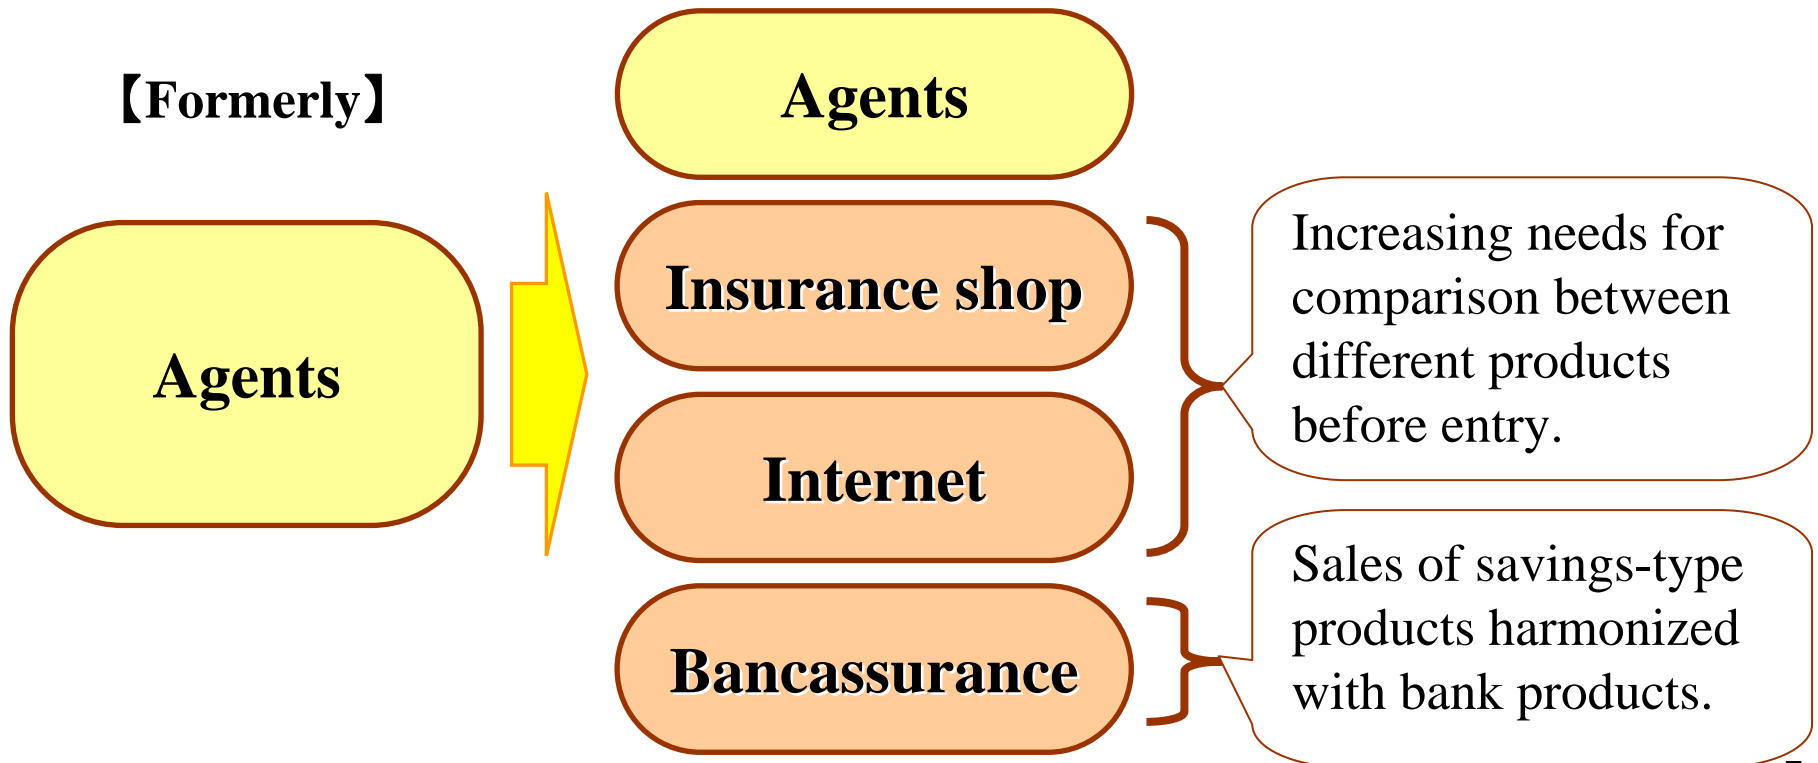 【Formerly】
Agents
Agents
Insurance shop
Internet
Bancassurance
Increasing needs for
comparison between
different products
before entry.
Sales of savings-type
products harmonized
with bank products.